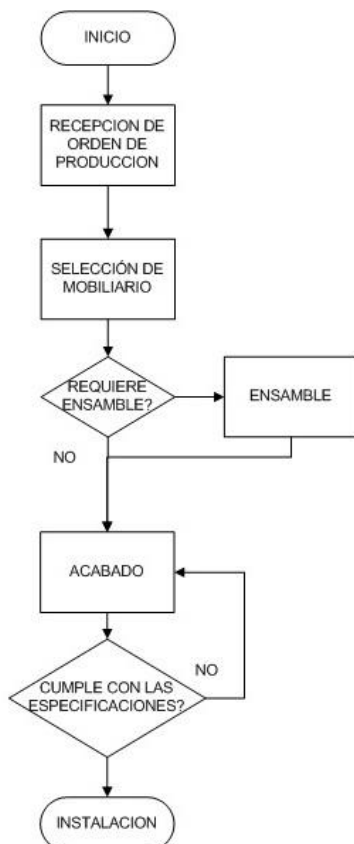 INICIO
RECEPCION DE
ORDEN DE
PRODUCCION
SELECCIÓN DE
MOBILIARIO
REQUIERE
ENSAMBLE?
ENSAMBLE
NO
ACABADO
NO
CUMPLE CON LAS
ESPECIFICACIONES?
INSTALACION